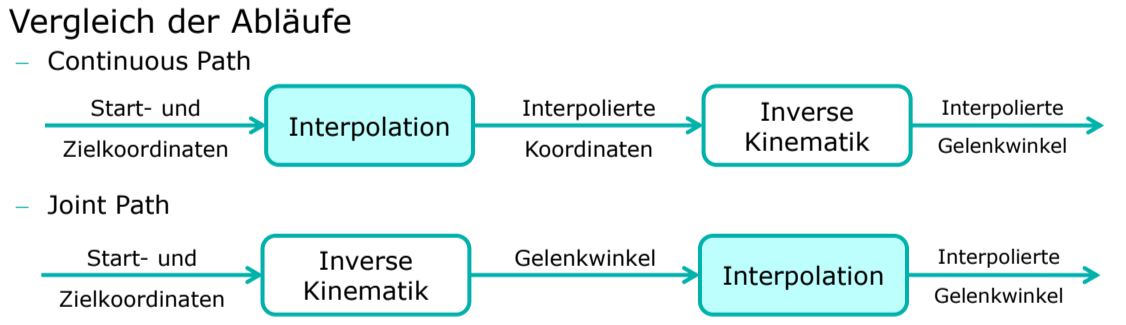 Vergleich der Abläufe
– Continuous Path
Start- und
Zielkoordinaten
Interpolation
Interpolierte
Koordinaten
Inverse
Kinematik
Interpolierte
Gelenkwinkel
– Joint Path
Start- und
Zielkoordinaten
Inverse
Kinematik
Gelenkwinkel
Interpolation
Interpolierte
Gelenkwinkel